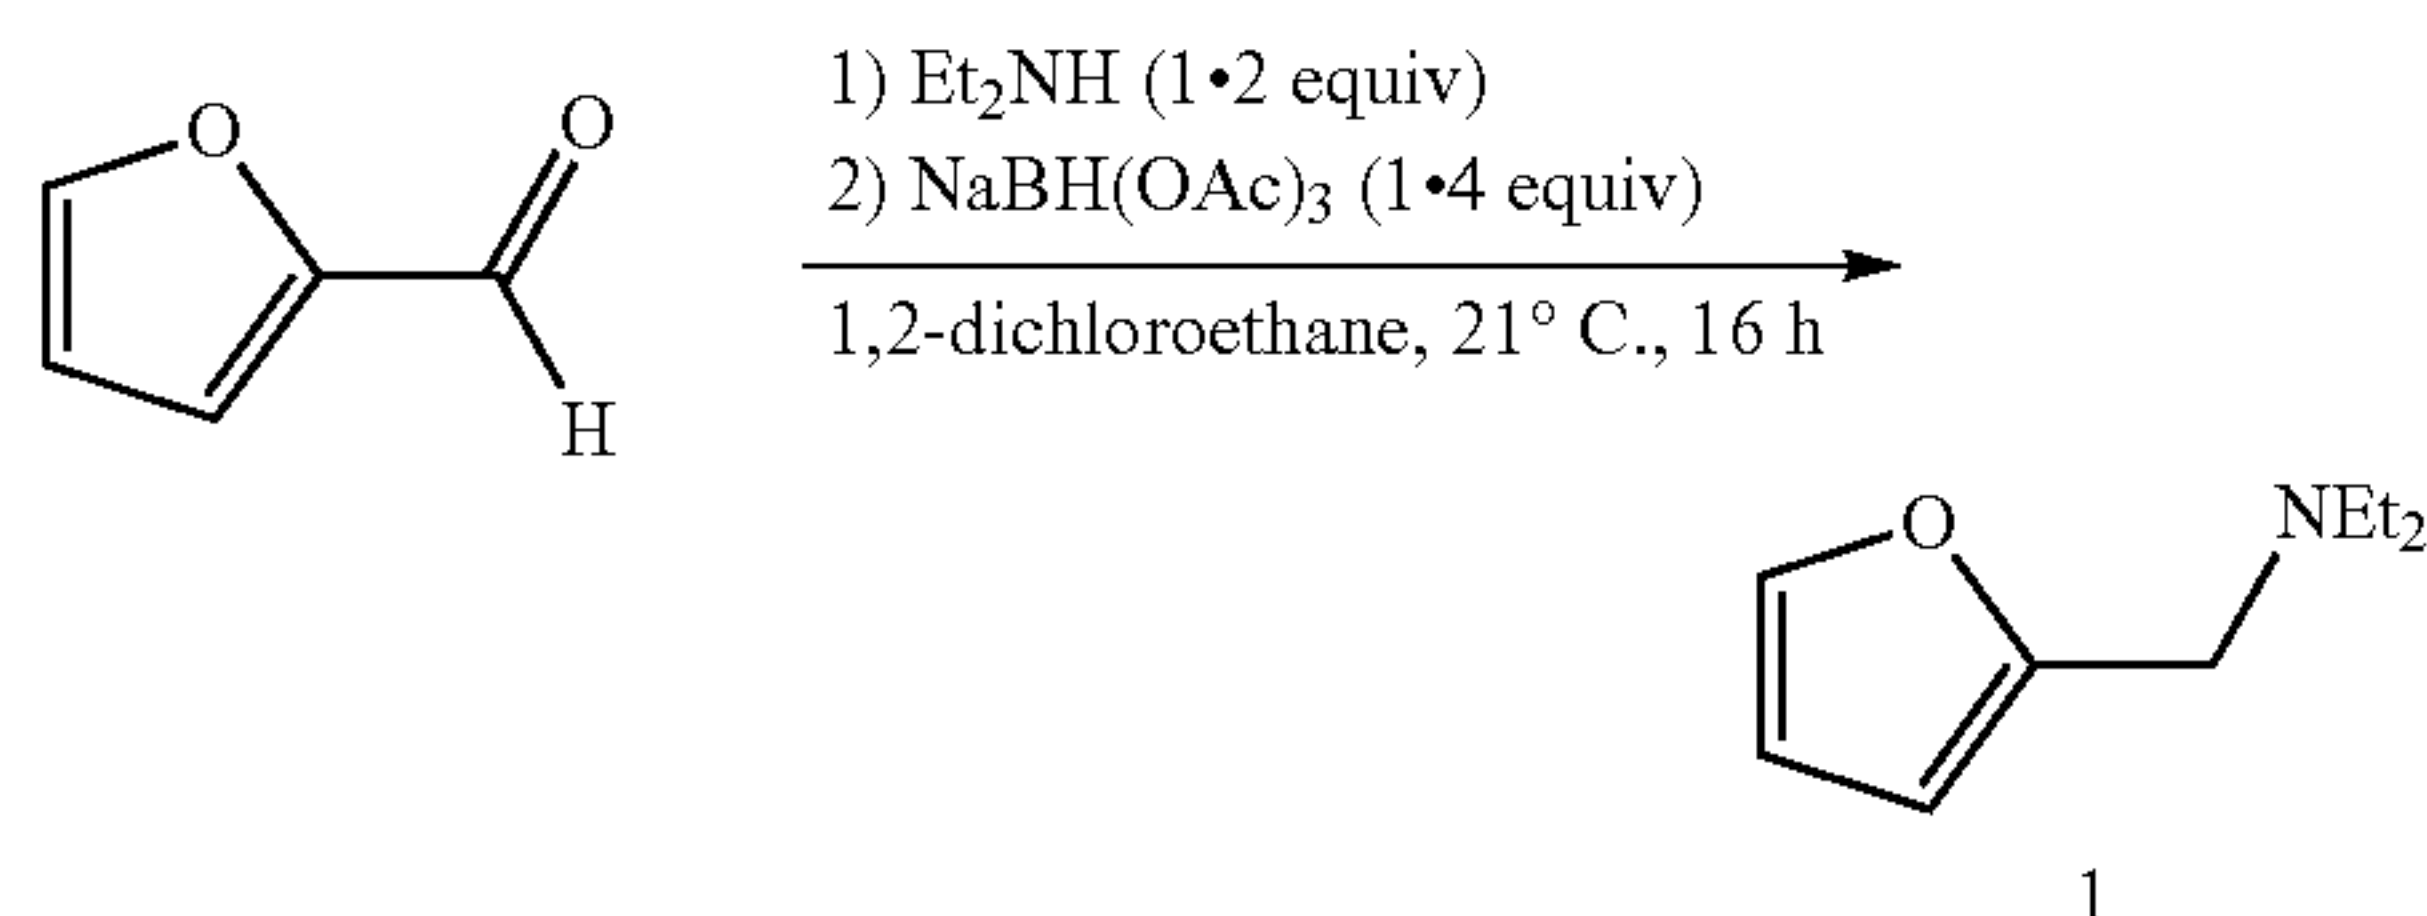 O
O
H
1) Et₂NH (1•2 equiv)
2) NaBH(OAc)₃ (1•4 equiv)
1,2-dichloroethane, 21° C., 16 h
O
NEt₂
1